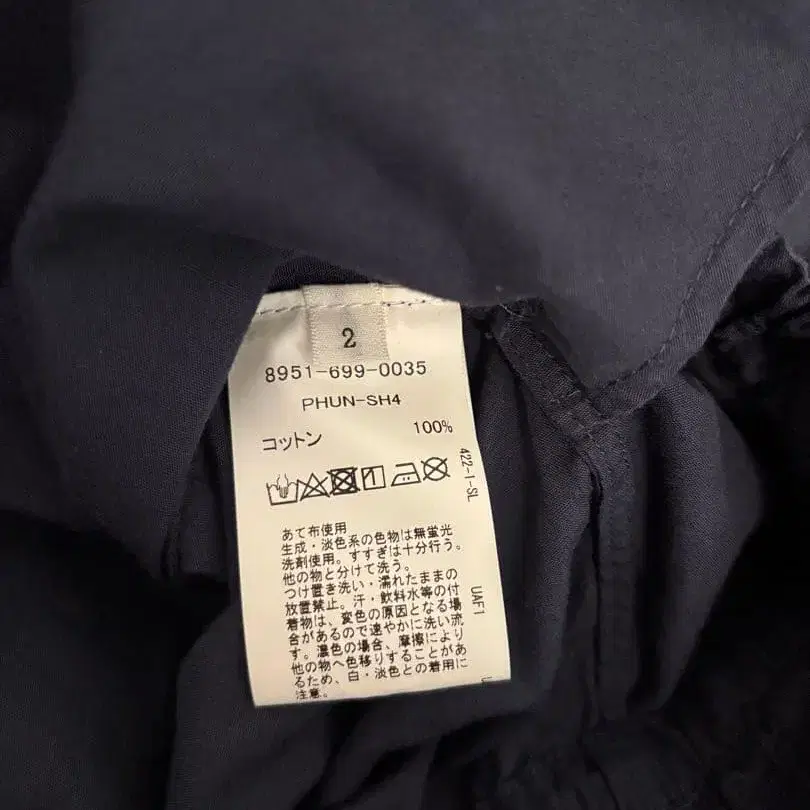 2
8951-699-0035
PHUN-SH4
コットン 100%
422-1-SL
あて布使用
生成・淡色系の色物は無蛍光
洗剤使用。すすぎは十分行う。
他の物と分けて洗う。
つけ置き洗い・濡れたままの
放置禁止。汗・飲料水等の付
着物は、変色の原因となる場
合があるので速やかに洗い流
す。濃色の場合、摩擦により
他の物へ色移りすることがあ
るため、白・淡色との着用に
注意。
UAF1